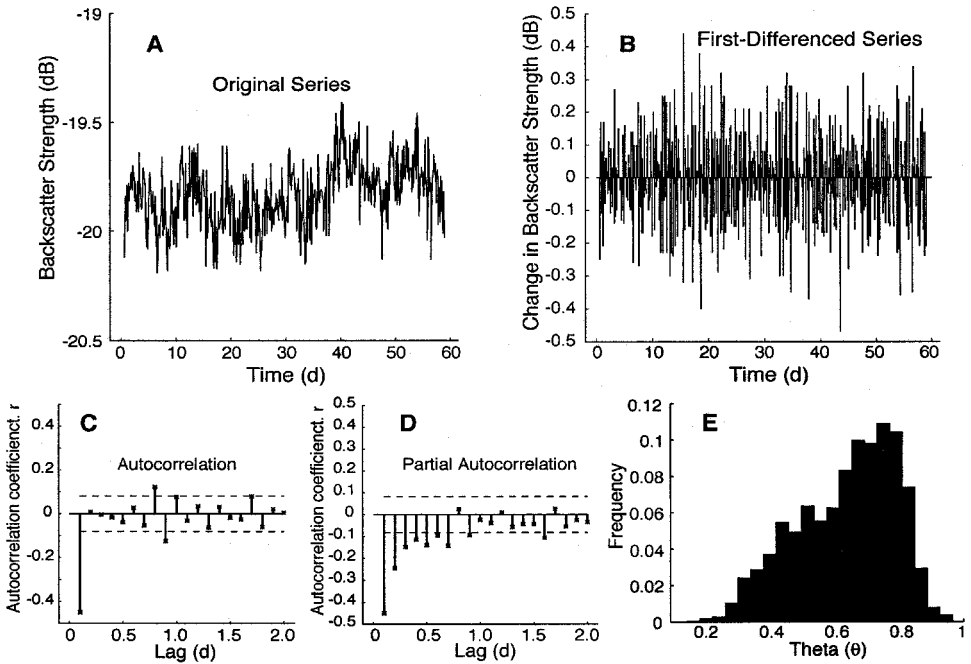 A
Original Series
Backscatter Strength (dB)
-19
-19.5
-20
-20.5
0 10 20 30 40 50 60
Time (d)
B
First-Differenced Series
Change in Backscatter Strength (dB)
0.5
0.4
0.3
0.2
0.1
0
-0.1
-0.2
-0.3
-0.4
-0.5
0 10 20 30 40 50 60
Time (d)
C
Autocorrelation
Autocorrelation coefficienct. r
0.4
0.2
0
-0.2
-0.4
0 0.5 1.0 1.5 2.0
Lag (d)
D
Partial Autocorrelation
Autocorrelation coefficienct. r
0.5
0.4
0.3
0.2
0.1
0
-0.1
-0.2
-0.3
-0.4
-0.5
0 0.5 1.0 1.5 2.0
Lag (d)
E
Frequency
0.12
0.1
0.08
0.06
0.04
0.02
0
0.2 0.4 0.6 0.8 1
Theta (θ)